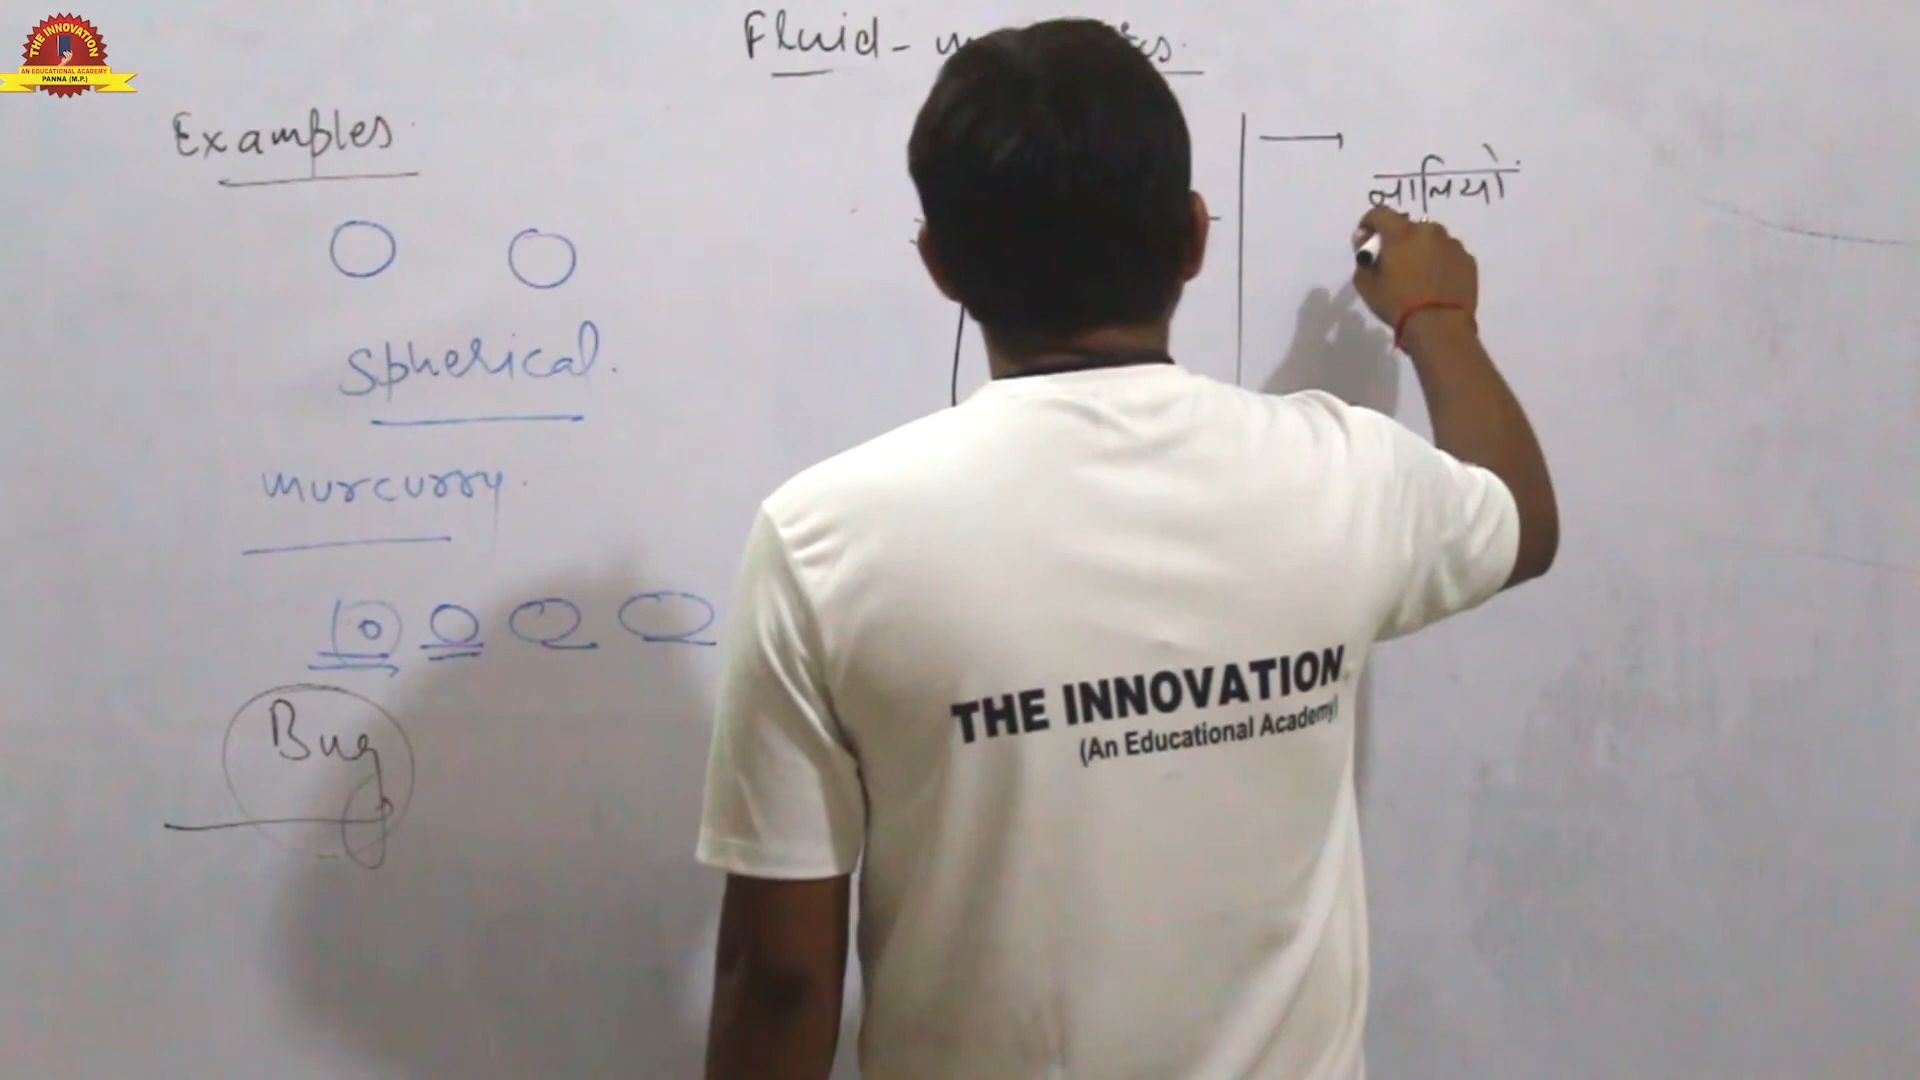 THE INNOVATION
AN EDUCATIONAL ACADEMY
PANNA (M.P.)
Fluid -
Examples
नालियों
Spherical.
murcurry.
Bug
THE INNOVATION
(An Educational Academy)